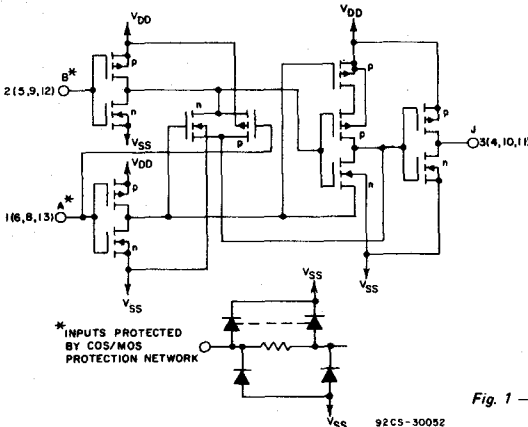 VDD
VDD
B*
2(5,9,12)
p
n
VSS
n
p
p
p
n
p
n
J
3(4,10,11)
VDD
A*
1(6,8,13)
p
n
VSS
VSS
VSS
*INPUTS PROTECTED
BY COS/MOS
PROTECTION NETWORK
VSS
92CS-30052
Fig. 1 —